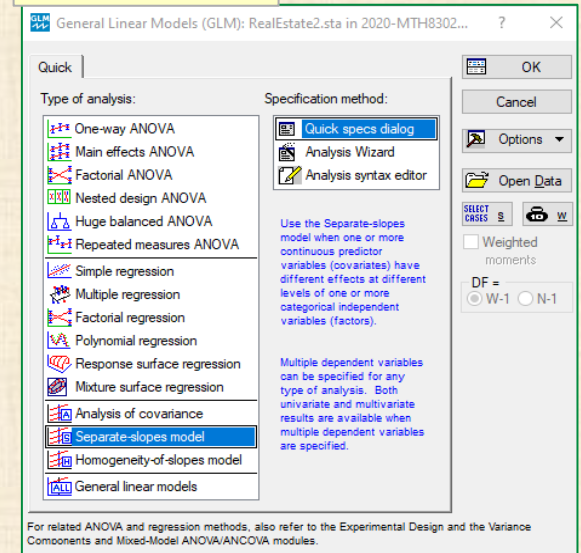 GLM General Linear Models (GLM): RealEstate2.sta in 2020-MTH8302... ? ×
Quick
Type of analysis:
One-way ANOVA
Main effects ANOVA
Factorial ANOVA
Nested design ANOVA
Huge balanced ANOVA
Repeated measures ANOVA
Simple regression
Multiple regression
Factorial regression
Polynomial regression
Response surface regression
Mixture surface regression
Analysis of covariance
Separate-slopes model
Homogeneity-of-slopes model
General linear models
Specification method:
Quick specs dialog
Analysis Wizard
Analysis syntax editor
Use the Separate-slopes
model when one or more
continuous predictor
variables (covariates) have
different effects at different
levels of one or more
categorical independent
variables (factors).
Multiple dependent variables
can be specified for any
type of analysis. Both
univariate and multivariate
results are available when
multiple dependent variables
are specified.
OK
Cancel
Options
Open Data
SELECT CASES S W
Weighted
moments
DF =
W-1 N-1
For related ANOVA and regression methods, also refer to the Experimental Design and the Variance
Components and Mixed-Model ANOVA/ANCOVA modules.